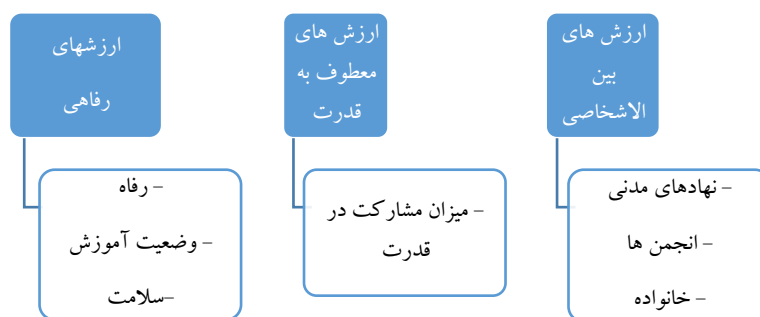 ارزش های
بین
الاشخاصی
– نهادهای مدنی
– انجمن ها
– خانواده
ارزش های
معطوف به
قدرت
– میزان مشارکت در
قدرت
ارزشهای
رفاهی
– رفاه
– وضعیت آموزش
–سلامت